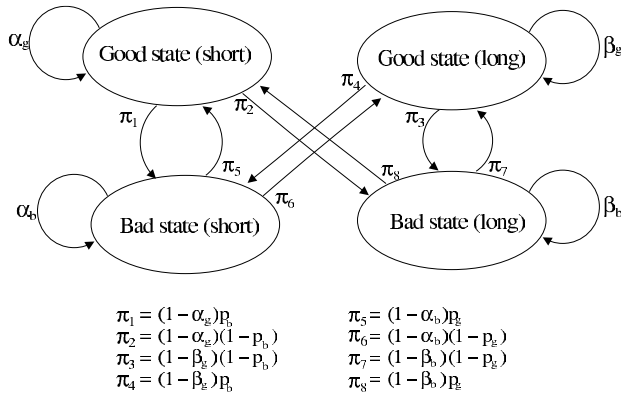 α_g
Good state (short)
Good state (long)
β_g
π_1
π_2
π_4
π_3
π_5
π_6
π_8
π_7
α_b
Bad state (short)
Bad state (long)
β_b
π_1 = (1−α_g)p_b
π_2 = (1−α_g)(1−p_b)
π_3 = (1−β_g)(1−p_b)
π_4 = (1−β_g)p_b
π_5 = (1−α_b)p_g
π_6 = (1−α_b)(1−p_g)
π_7 = (1−β_b)(1−p_g)
π_8 = (1−β_b)p_g